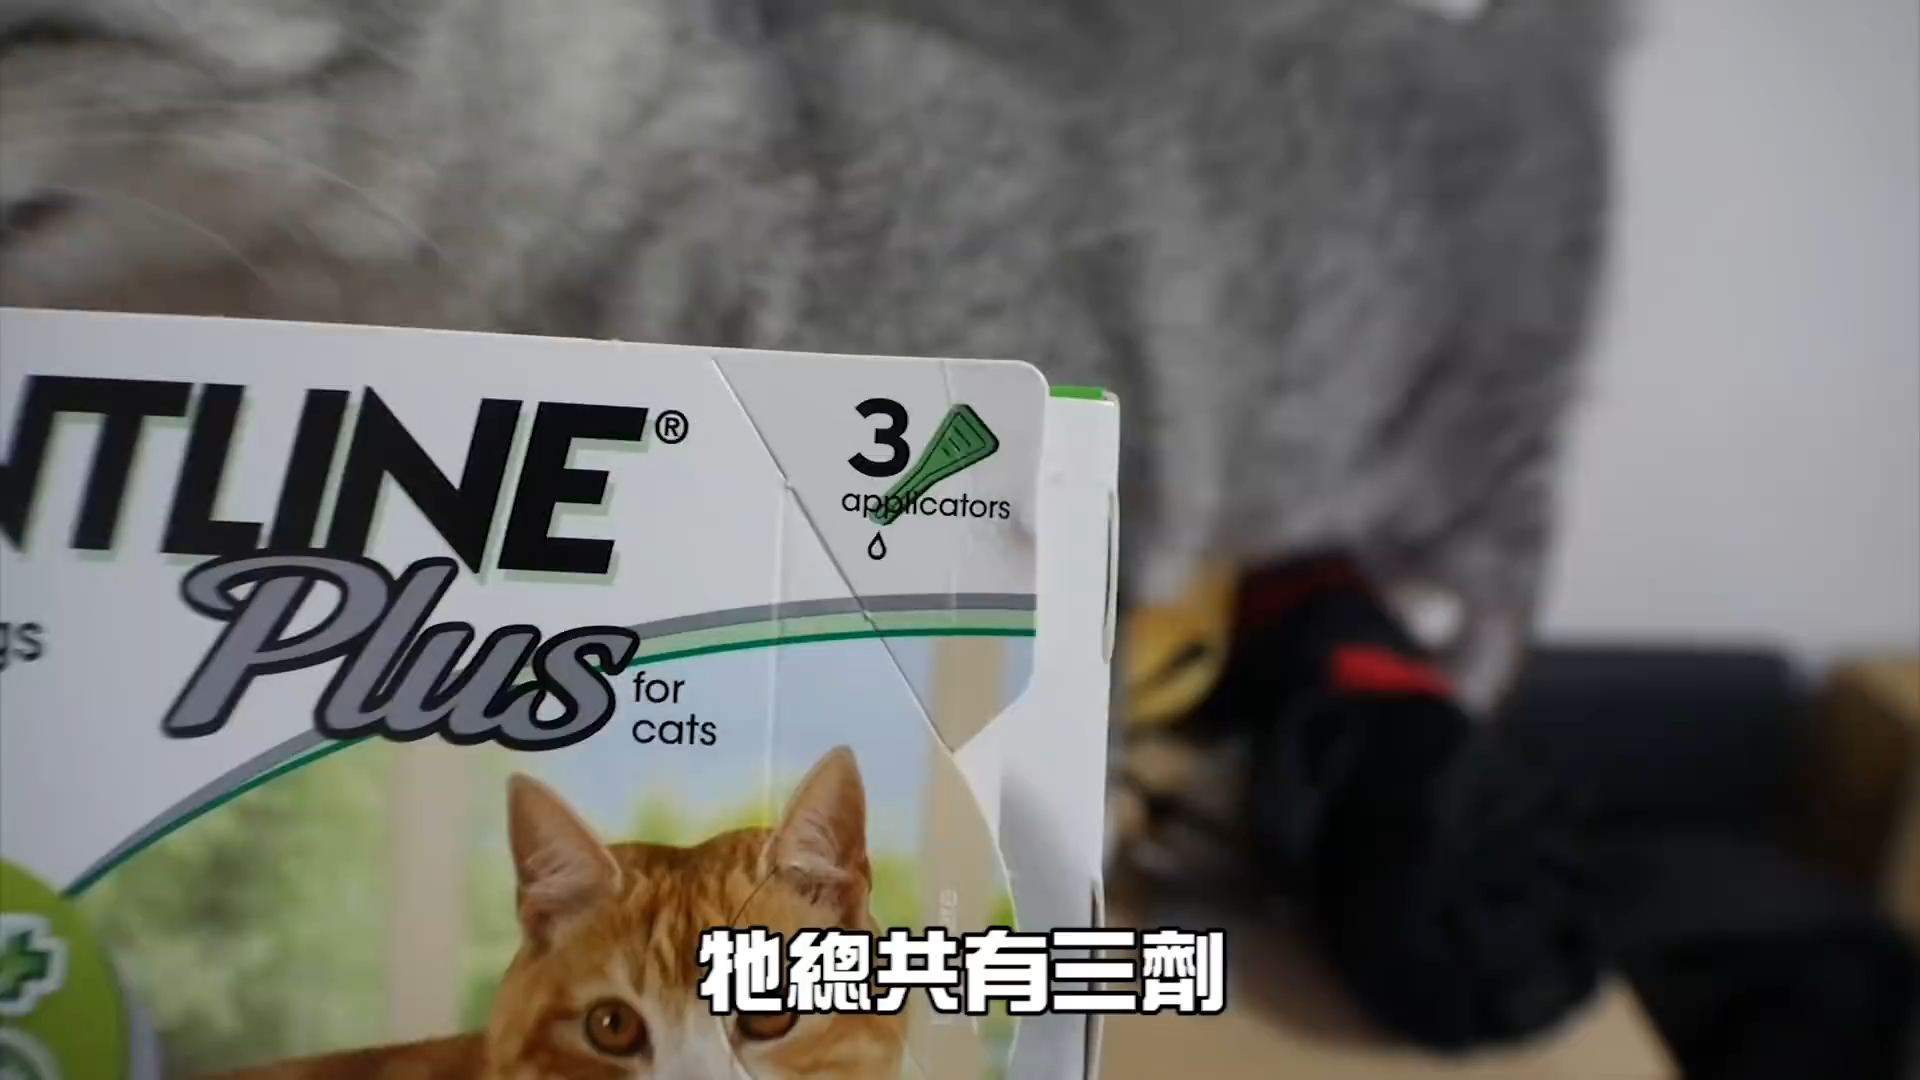 NTLINE®
Plus
for
cats
3
applicators
gs
牠總共有三劑